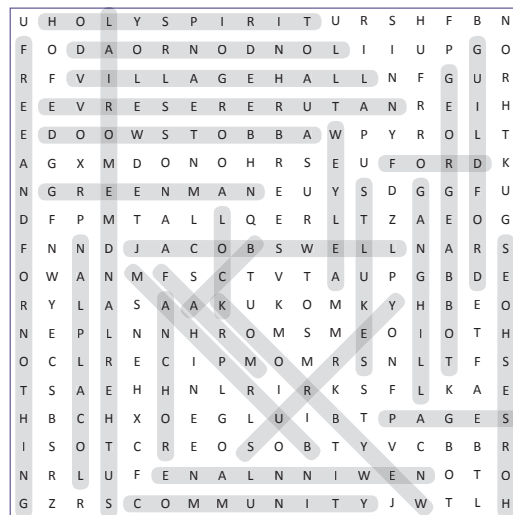 U H O L Y S P I R I T U R S H F B N
F O D A O R N O D N O L I I U P G O
R F V I L L A G E H A L L N F G U R
E E V R E S E R E R U T A N R E I H
E D O O W S T O B B A W P Y R O L T
A G X M D O N O H R S E U F O R D K
N G R E E N M A N E U Y S D G G F U
D F P M T A L L Q E R L T Z A E O G
F N N D J A C O B S W E L L N A R S
O W A N M F S C T V T A U P G B D E
R Y L A S A A K U K O M K Y H B E O
N E P L N N H R O M S M E O I O T H
O C L R E C I P M O M R S N L T F S
T S A E H H N L R I R K S F L K A E
H B C H X O E G L U I B T P A G E S
I S O T C R E O S O B T Y V C B B R
N R L U F E N A L N N I W E N O T O
G Z R S C O M M U N I T Y J W T L H